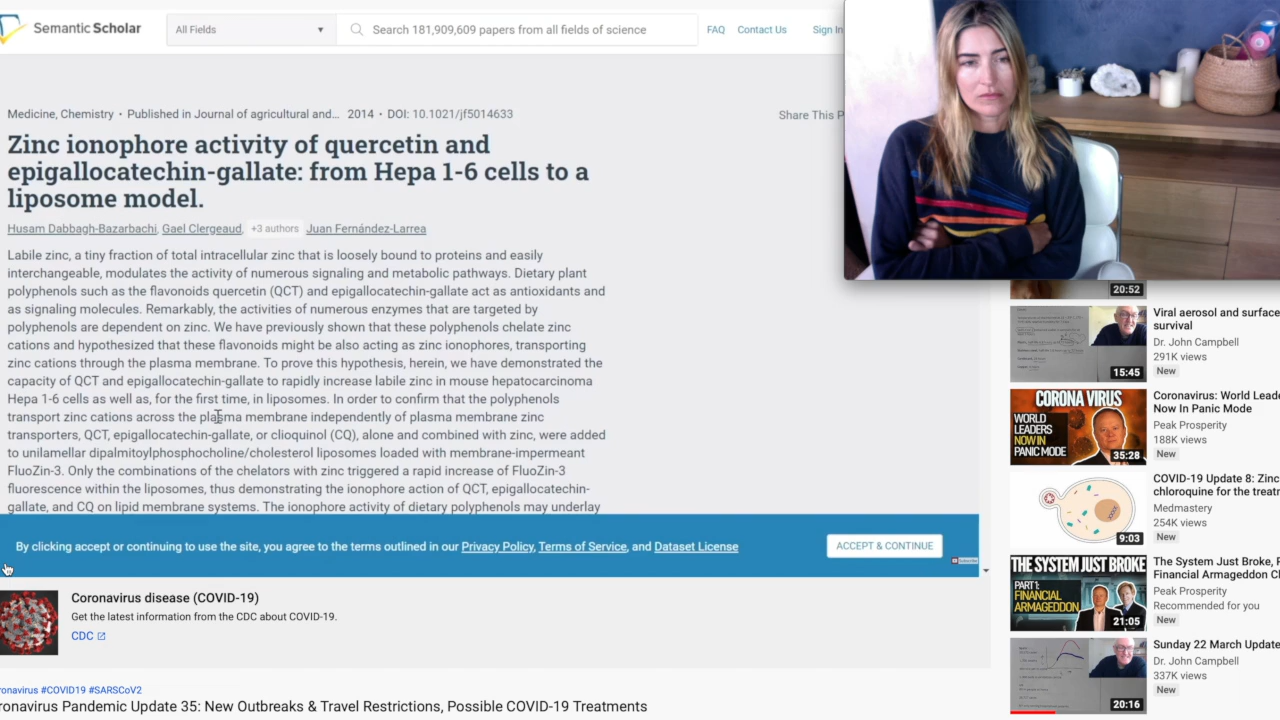 Semantic Scholar
All Fields
Search 181,909,609 papers from all fields of science
FAQ Contact Us Sign In
Medicine, Chemistry • Published in Journal of agricultural and… 2014 • DOI: 10.1021/jf5014633
Share This P
Zinc ionophore activity of quercetin and
epigallocatechin-gallate: from Hepa 1-6 cells to a
liposome model.
Husam Dabbagh-Bazarbachi, Gael Clergeaud, +3 authors Juan Fernández-Larrea
Labile zinc, a tiny fraction of total intracellular zinc that is loosely bound to proteins and easily
interchangeable, modulates the activity of numerous signaling and metabolic pathways. Dietary plant
polyphenols such as the flavonoids quercetin (QCT) and epigallocatechin-gallate act as antioxidants and
as signaling molecules. Remarkably, the activities of numerous enzymes that are targeted by
polyphenols are dependent on zinc. We have previously shown that these polyphenols chelate zinc
cations and hypothesized that these flavonoids might be also acting as zinc ionophores, transporting
zinc cations through the plasma membrane. To prove this hypothesis, herein, we have demonstrated the
capacity of QCT and epigallocatechin-gallate to rapidly increase labile zinc in mouse hepatocarcinoma
Hepa 1-6 cells as well as, for the first time, in liposomes. In order to confirm that the polyphenols
transport zinc cations across the plasma membrane independently of plasma membrane zinc
transporters, QCT, epigallocatechin-gallate, or clioquinol (CQ), alone and combined with zinc, were added
to unilamellar dipalmitoylphosphocholine/cholesterol liposomes loaded with membrane-impermeant
FluoZin-3. Only the combinations of the chelators with zinc triggered a rapid increase of FluoZin-3
fluorescence within the liposomes, thus demonstrating the ionophore action of QCT, epigallocatechin-
gallate, and CQ on lipid membrane systems. The ionophore activity of dietary polyphenols may underlay
By clicking accept or continuing to use the site, you agree to the terms outlined in our Privacy Policy, Terms of Service, and Dataset License
ACCEPT & CONTINUE
Subscribe
Coronavirus disease (COVID-19)
Get the latest information from the CDC about COVID-19.
CDC
ronavirus #COVID19 #SARSCoV2
ronavirus Pandemic Update 35: New Outbreaks & Travel Restrictions, Possible COVID-19 Treatments
20:52
15:45
Viral aerosol and surface
survival
Dr. John Campbell
291K views
New
CORONA VIRUS
WORLD
LEADERS
NOW IN
PANIC MODE
35:28
Coronavirus: World Leade
Now In Panic Mode
Peak Prosperity
188K views
New
9:03
COVID-19 Update 8: Zinc
chloroquine for the treat
Medmastery
254K views
New
THE SYSTEM JUST BROKE
PART 1:
FINANCIAL
ARMAGEDDON
21:05
The System Just Broke, P
Financial Armageddon C
Peak Prosperity
Recommended for you
New
20:16
Sunday 22 March Update
Dr. John Campbell
337K views
New